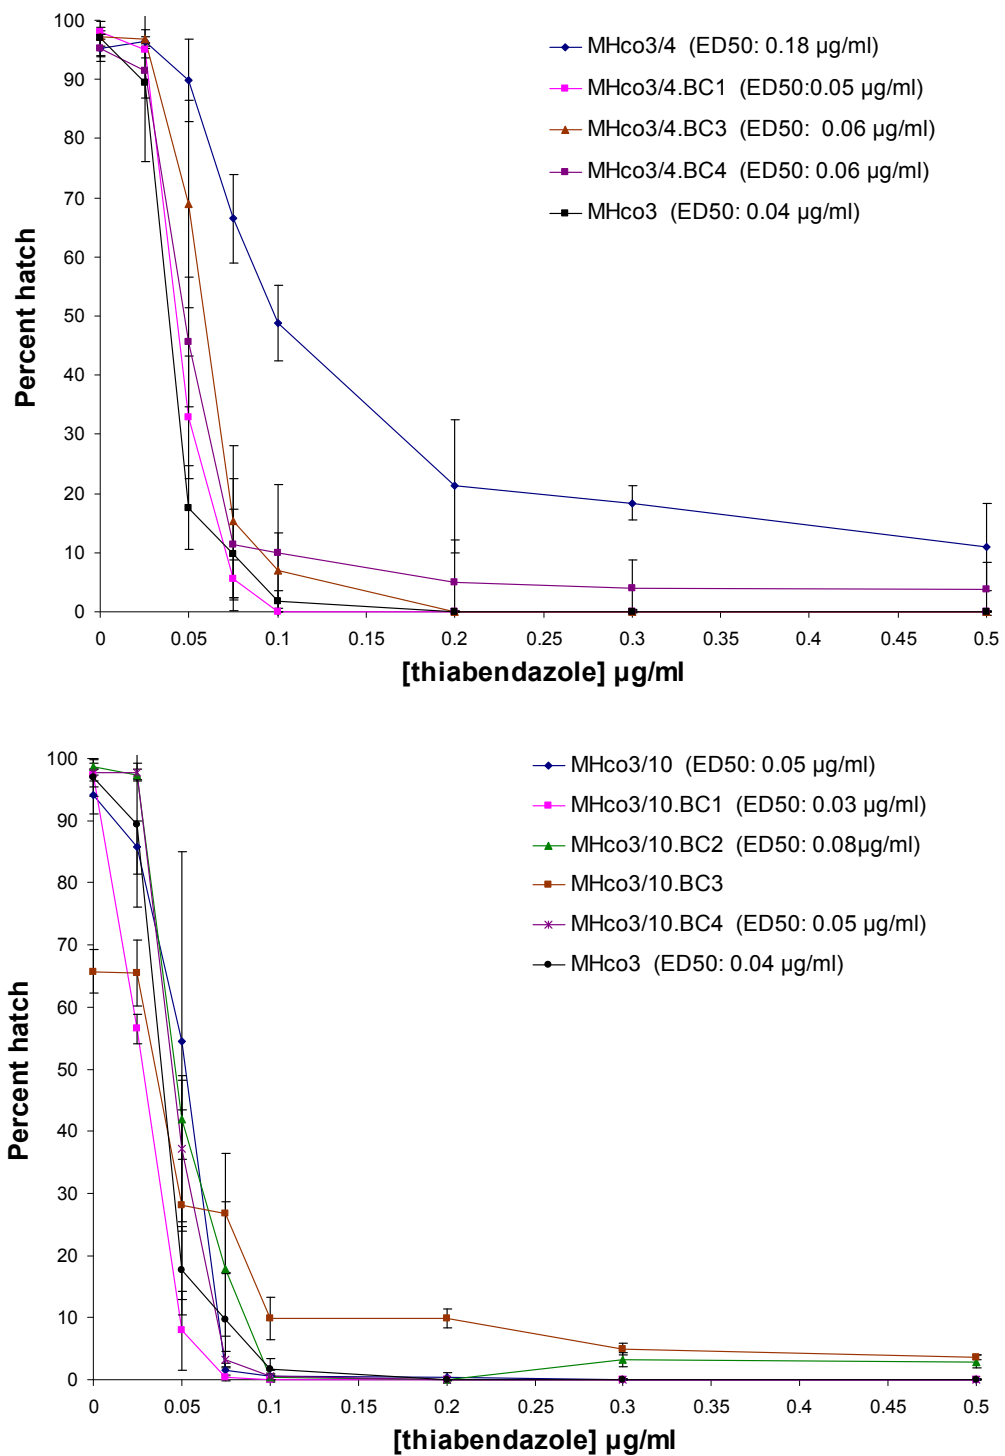 100
90
80
70
60
50
40
30
20
10
0
Percent hatch
MHco3/4 (ED50: 0.18 µg/ml)
MHco3/4.BC1 (ED50:0.05 µg/ml)
MHco3/4.BC3 (ED50: 0.06 µg/ml)
MHco3/4.BC4 (ED50: 0.06 µg/ml)
MHco3 (ED50: 0.04 µg/ml)
0 0.05 0.1 0.15 0.2 0.25 0.3 0.35 0.4 0.45 0.5
[thiabendazole] µg/ml
100
90
80
70
60
50
40
30
20
10
0
Percent hatch
MHco3/10 (ED50: 0.05 µg/ml)
MHco3/10.BC1 (ED50: 0.03 µg/ml)
MHco3/10.BC2 (ED50: 0.08µg/ml)
MHco3/10.BC3
MHco3/10.BC4 (ED50: 0.05 µg/ml)
MHco3 (ED50: 0.04 µg/ml)
0 0.05 0.1 0.15 0.2 0.25 0.3 0.35 0.4 0.45 0.5
[thiabendazole] µg/ml